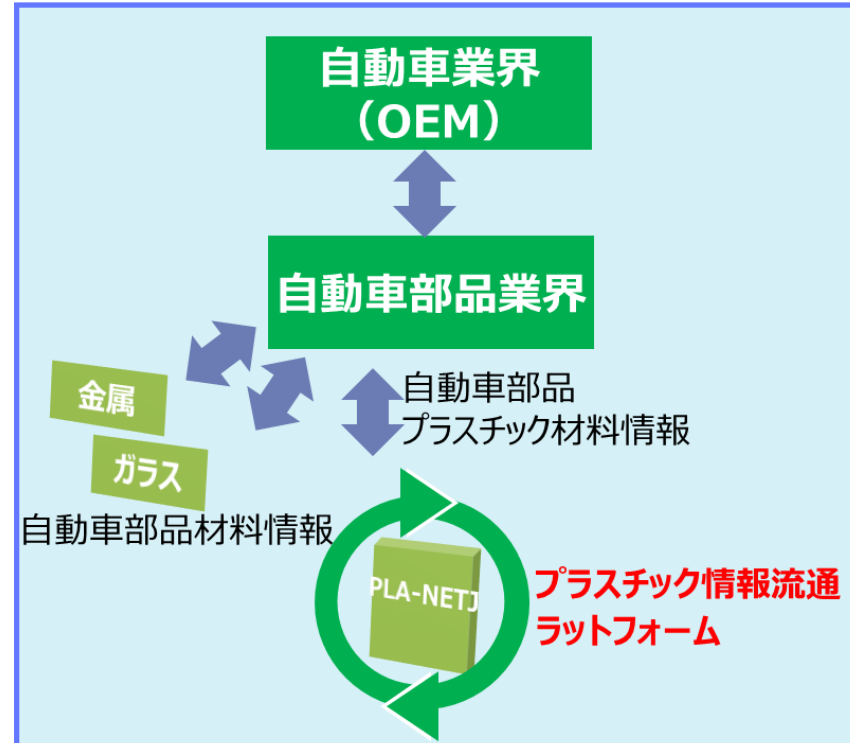 自動車業界
（OEM）
自動車部品業界
自動車部品
プラスチック材料情報
金属
ガラス
自動車部品材料情報
PLA-NETJ
プラスチック情報流通
ラットフォーム